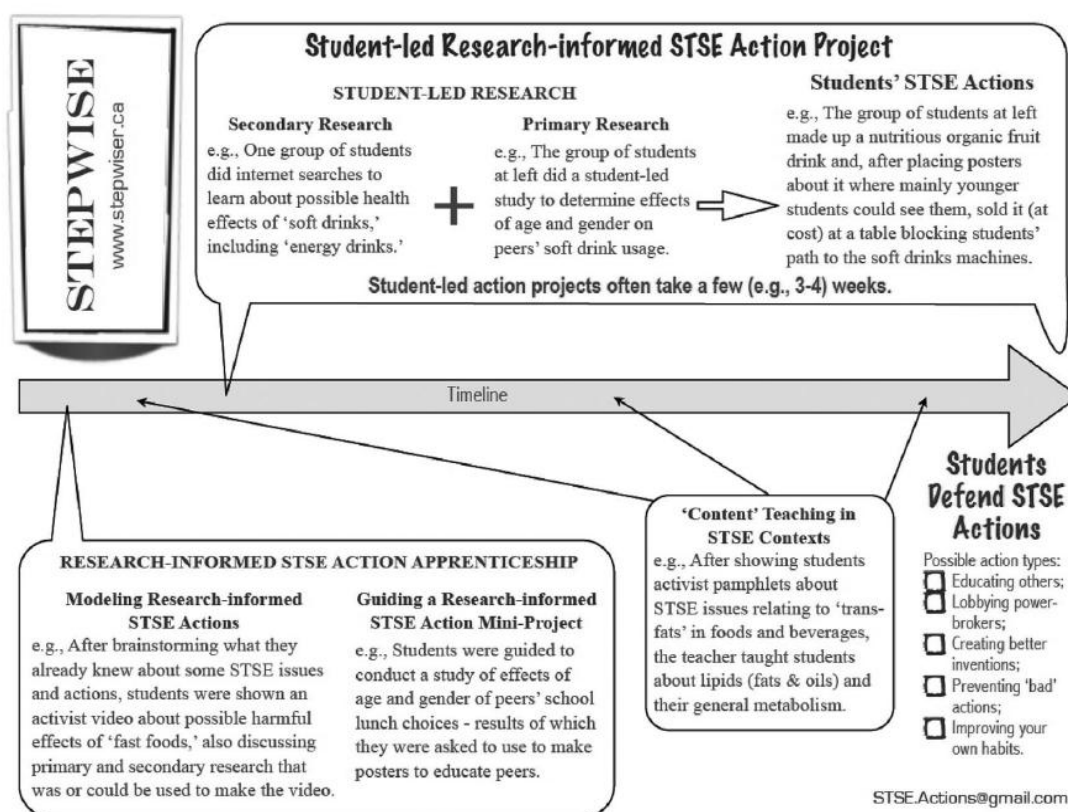 STEPWISE
www.stepwiser.ca
Student-led Research-informed STSE Action Project
STUDENT-LED RESEARCH
Secondary Research
e.g., One group of students
did internet searches to
learn about possible health
effects of ‘soft drinks,’
including ‘energy drinks.’
+
Primary Research
e.g., The group of students
at left did a student-led
study to determine effects
of age and gender on
peers’ soft drink usage.
Students’ STSE Actions
e.g., The group of students at left
made up a nutritious organic fruit
drink and, after placing posters
about it where mainly younger
students could see them, sold it (at
cost) at a table blocking students’
path to the soft drinks machines.
Student-led action projects often take a few (e.g., 3-4) weeks.
Timeline
RESEARCH-INFORMED STSE ACTION APPRENTICESHIP
Modeling Research-informed
STSE Actions
e.g., After brainstorming what they
already knew about some STSE issues
and actions, students were shown an
activist video about possible harmful
effects of ‘fast foods,’ also discussing
primary and secondary research that
was or could be used to make the video.
Guiding a Research-informed
STSE Action Mini-Project
e.g., Students were guided to
conduct a study of effects of
age and gender of peers’ school
lunch choices - results of which
they were asked to use to make
posters to educate peers.
‘Content’ Teaching in
STSE Contexts
e.g., After showing students
activist pamphlets about
STSE issues relating to ‘trans-
fats’ in foods and beverages,
the teacher taught students
about lipids (fats & oils) and
their general metabolism.
Students
Defend STSE
Actions
Possible action types:
Educating others;
Lobbying power-
brokers;
Creating better
inventions;
Preventing ‘bad’
actions;
Improving your
own habits.
STSE.Actions@gmail.com